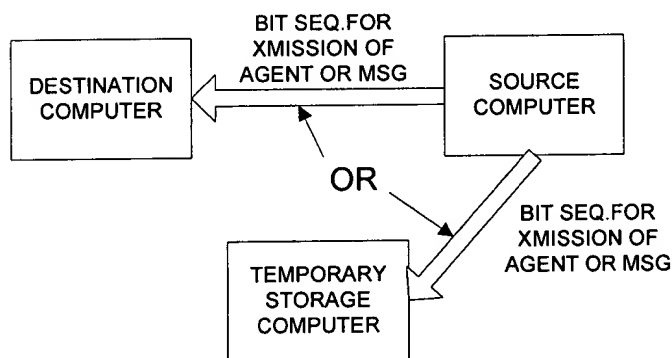 BIT SEQ.FOR
XMISSION OF
AGENT OR MSG
DESTINATION
COMPUTER
SOURCE
COMPUTER
OR
BIT SEQ.FOR
XMISSION OF
AGENT OR MSG
TEMPORARY
STORAGE
COMPUTER